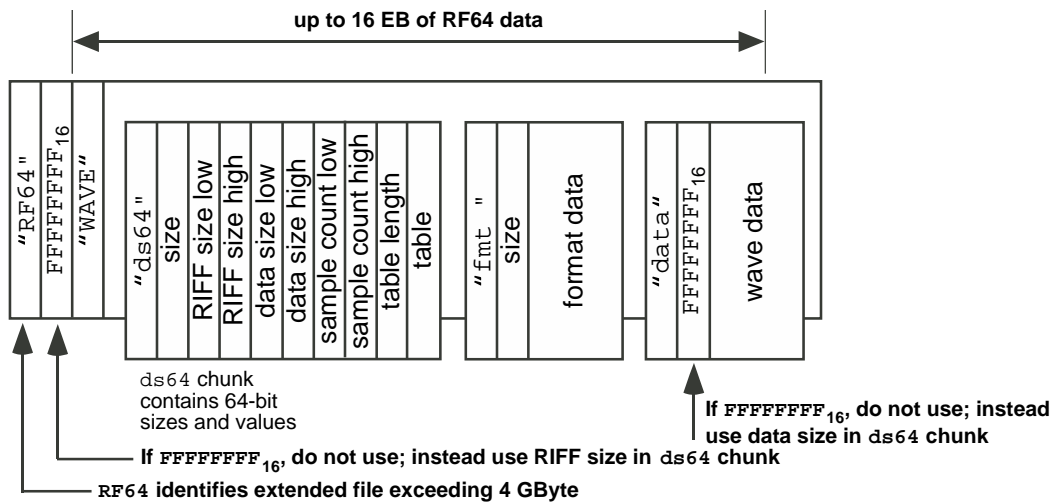 up to 16 EB of RF64 data
"RF64"
FFFFFFFF16
"WAVE"
"ds64"
size
RIFF size low
RIFF size high
data size low
data size high
sample count low
sample count high
table length
table
"fmt "
size
format data
"data"
FFFFFFFF16
wave data
ds64 chunk
contains 64-bit
sizes and values
If FFFFFFFF16, do not use; instead
use data size in ds64 chunk
If FFFFFFFF16, do not use; instead use RIFF size in ds64 chunk
RF64 identifies extended file exceeding 4 GByte